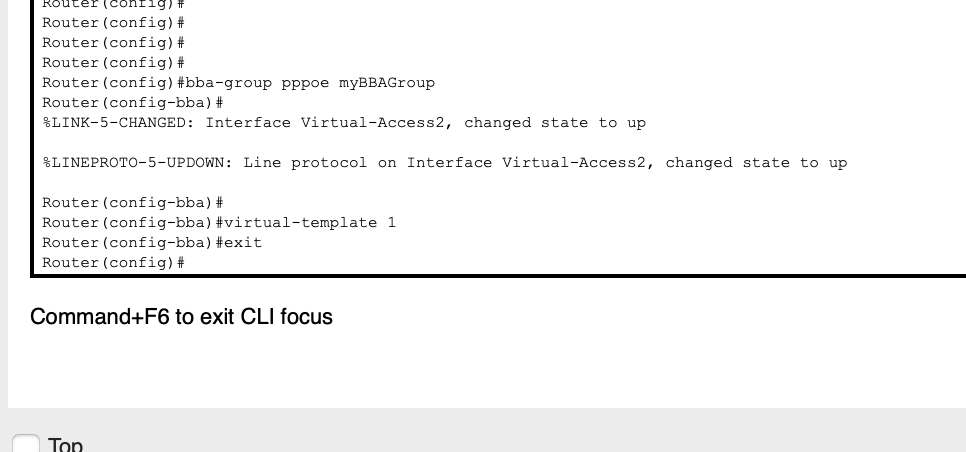 Router(config)#
Router(config)#
Router(config)#
Router(config)#
Router(config)#bba-group pppoe myBBAGroup
Router(config-bba)#
%LINK-5-CHANGED: Interface Virtual-Access2, changed state to up
%LINEPROTO-5-UPDOWN: Line protocol on Interface Virtual-Access2, changed state to up
Router(config-bba)#
Router(config-bba)#virtual-template 1
Router(config-bba)#exit
Router(config)#
Command+F6 to exit CLI focus
Top